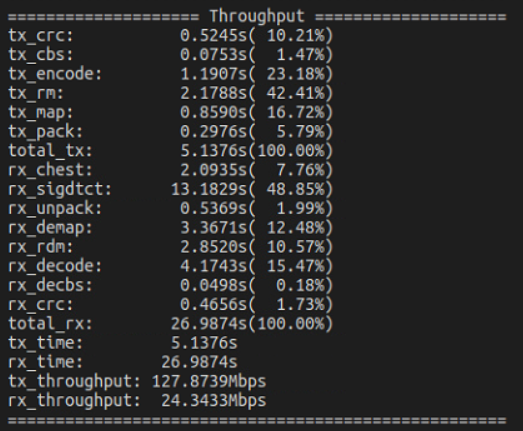 ==================== Throughput ====================
tx_crc: 0.5245s( 10.21%)
tx_cbs: 0.0753s( 1.47%)
tx_encode: 1.1907s( 23.18%)
tx_rm: 2.1788s( 42.41%)
tx_map: 0.8590s( 16.72%)
tx_pack: 0.2976s( 5.79%)
total_tx: 5.1376s(100.00%)
rx_chest: 2.0935s( 7.76%)
rx_sigdtct: 13.1829s( 48.85%)
rx_unpack: 0.5369s( 1.99%)
rx_demap: 3.3671s( 12.48%)
rx_rdm: 2.8520s( 10.57%)
rx_decode: 4.1743s( 15.47%)
rx_decbs: 0.0498s( 0.18%)
rx_crc: 0.4656s( 1.73%)
total_rx: 26.9874s(100.00%)
tx_time: 5.1376s
rx_time: 26.9874s
tx_throughput: 127.8739Mbps
rx_throughput: 24.3433Mbps
====================================================